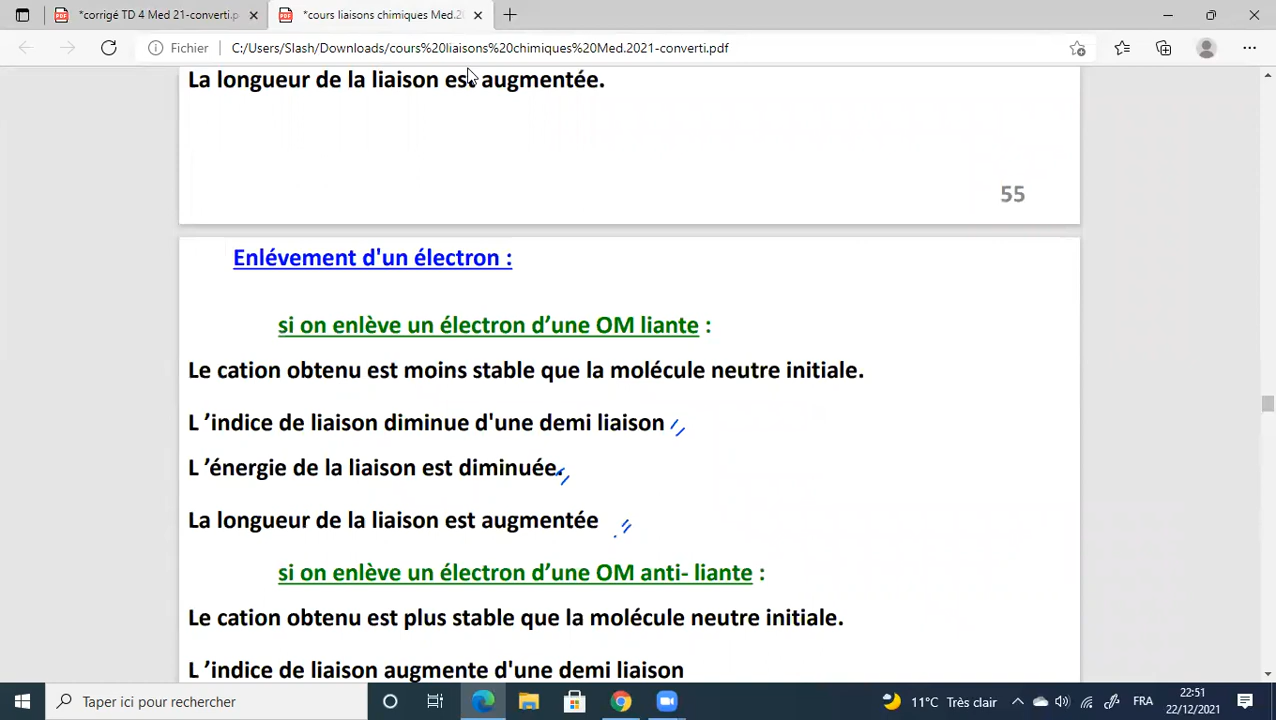 *corrigé TD 4 Med 21-converti.p
*cours liaisons chimiques Med.2
Fichier
C:/Users/Slash/Downloads/cours%20liaisons%20chimiques%20Med.2021-converti.pdf
La longueur de la liaison est augmentée.
55
Enlévement d'un électron :
si on enlève un électron d’une OM liante :
Le cation obtenu est moins stable que la molécule neutre initiale.
L ’indice de liaison diminue d'une demi liaison
L ’énergie de la liaison est diminuée.
La longueur de la liaison est augmentée
si on enlève un électron d’une OM anti- liante :
Le cation obtenu est plus stable que la molécule neutre initiale.
L ’indice de liaison augmente d'une demi liaison
Taper ici pour rechercher
11°C Très clair
FRA
22:51
22/12/2021